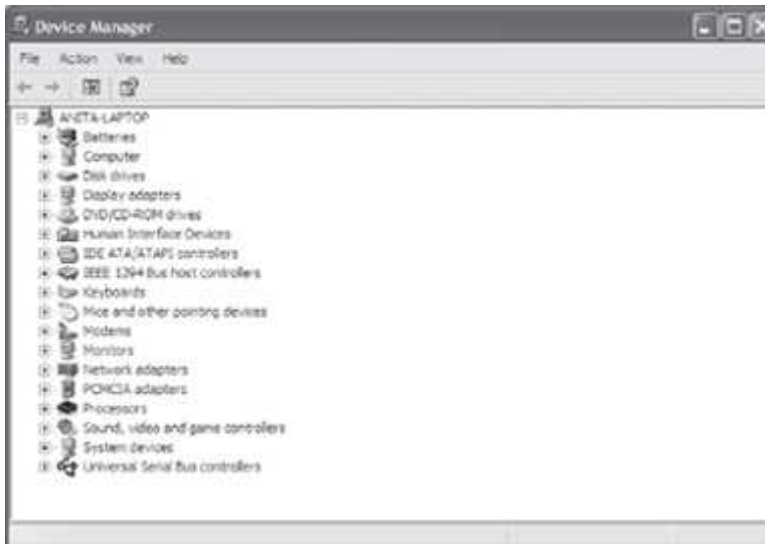 Device Manager
File Action View Help
ANITA-LAPTOP
Batteries
Computer
Disk drives
Display adapters
DVD/CD-ROM drives
Human Interface Devices
IDE ATA/ATAPI controllers
IEEE 1394 Bus host controllers
Keyboards
Mice and other pointing devices
Modems
Monitors
Network adapters
PCMCIA adapters
Processors
Sound, video and game controllers
System devices
Universal Serial Bus controllers